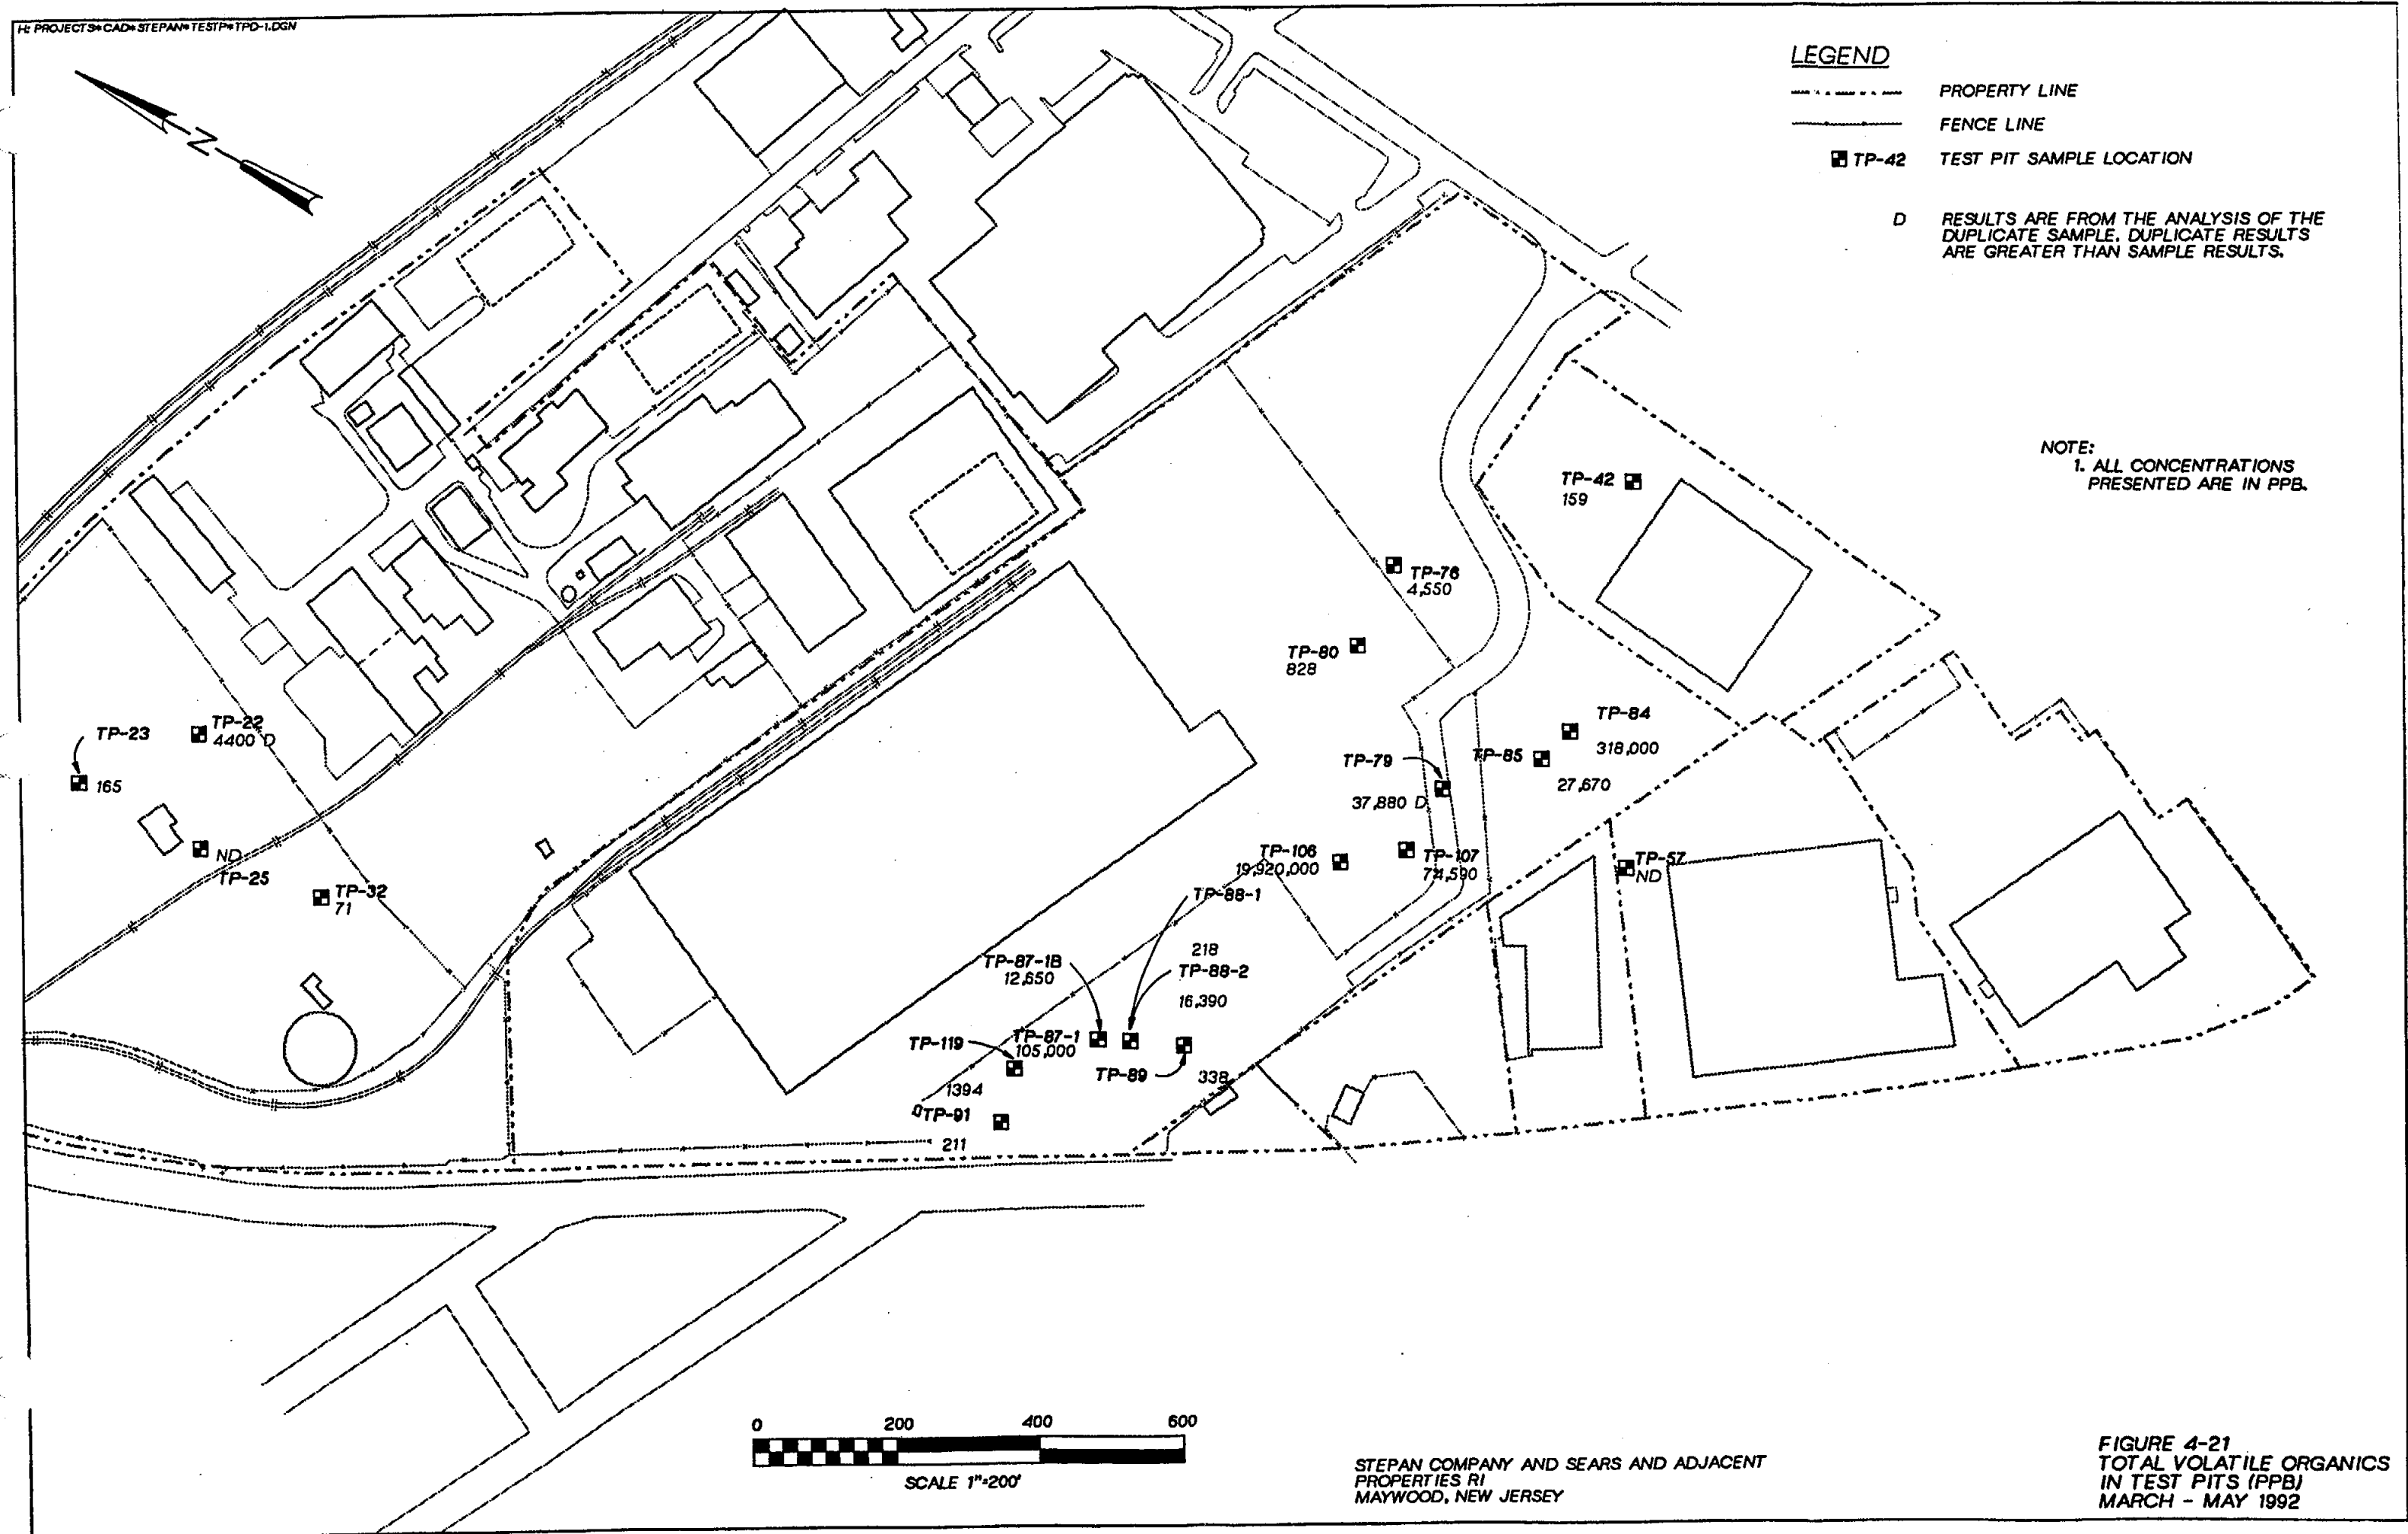 H: PROJECTS*CAD*STEPAN*TESTP*TPD-1.DGN
N
LEGEND
PROPERTY LINE
FENCE LINE
TP-42 TEST PIT SAMPLE LOCATION
D RESULTS ARE FROM THE ANALYSIS OF THE
DUPLICATE SAMPLE. DUPLICATE RESULTS
ARE GREATER THAN SAMPLE RESULTS.
NOTE:
1. ALL CONCENTRATIONS
PRESENTED ARE IN PPB.
TP-42
159
TP-76
4,550
TP-80
828
TP-84
318,000
TP-85
27,670
TP-79
37,880 D
TP-23
165
TP-22
4400 D
ND
TP-25
TP-32
71
TP-106
19,920,000
TP-107
74,590
TP-57
ND
TP-88-1
218
TP-88-2
16,390
TP-87-1B
12,650
TP-87-1
105,000
TP-119
1394
TP-89
338
TP-91
211
0 200 400 600
SCALE 1"=200'
STEPAN COMPANY AND SEARS AND ADJACENT
PROPERTIES RI
MAYWOOD, NEW JERSEY
FIGURE 4-21
TOTAL VOLATILE ORGANICS
IN TEST PITS (PPB)
MARCH - MAY 1992